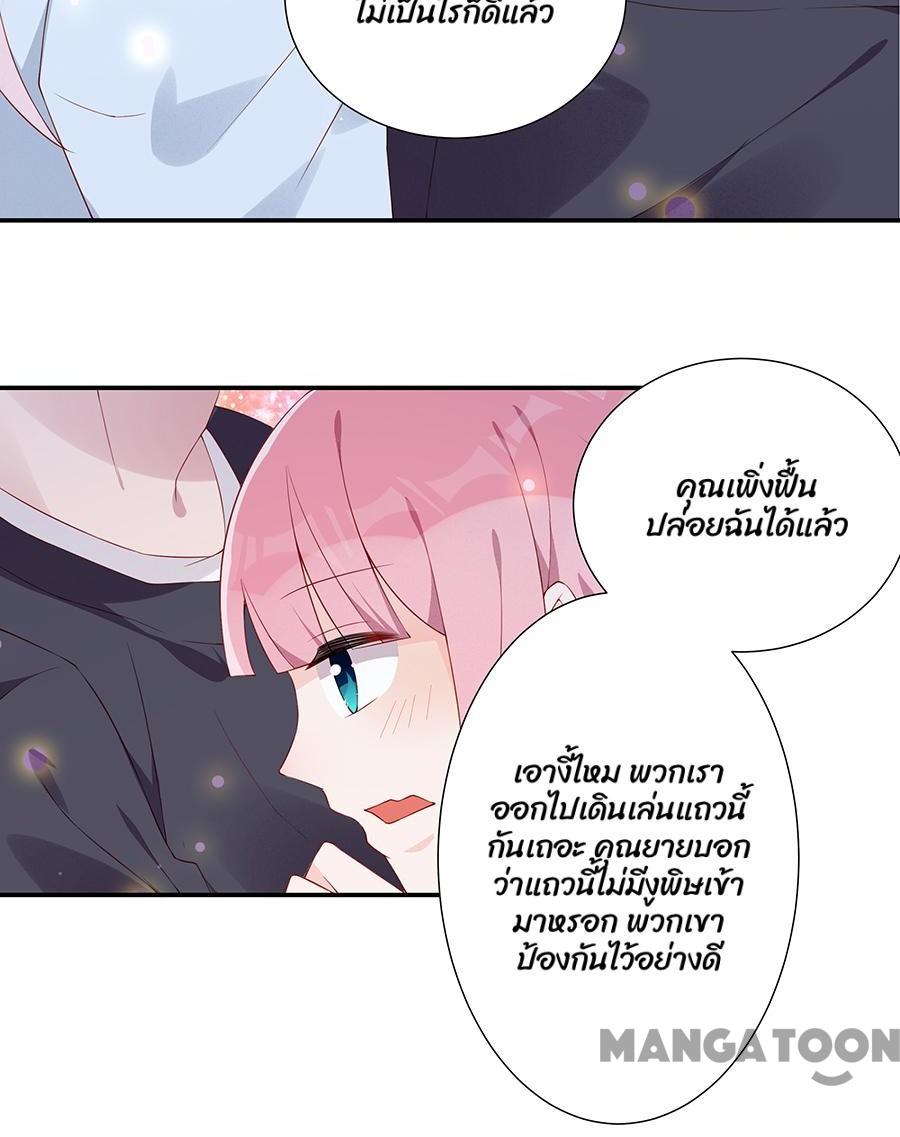 ไม่เป็นไรก็ดีแล้ว
คุณเพิ่งฟื้น
ปล่อยฉันได้แล้ว
เอางี้ไหม พวกเรา
ออกไปเดินเล่นแถวนี้
กันเถอะ คุณยายบอก
ว่าแถวนี้ไม่มีงูพิษเข้า
มาหรอก พวกเขา
ป้องกันไว้อย่างดี
MANGATOON